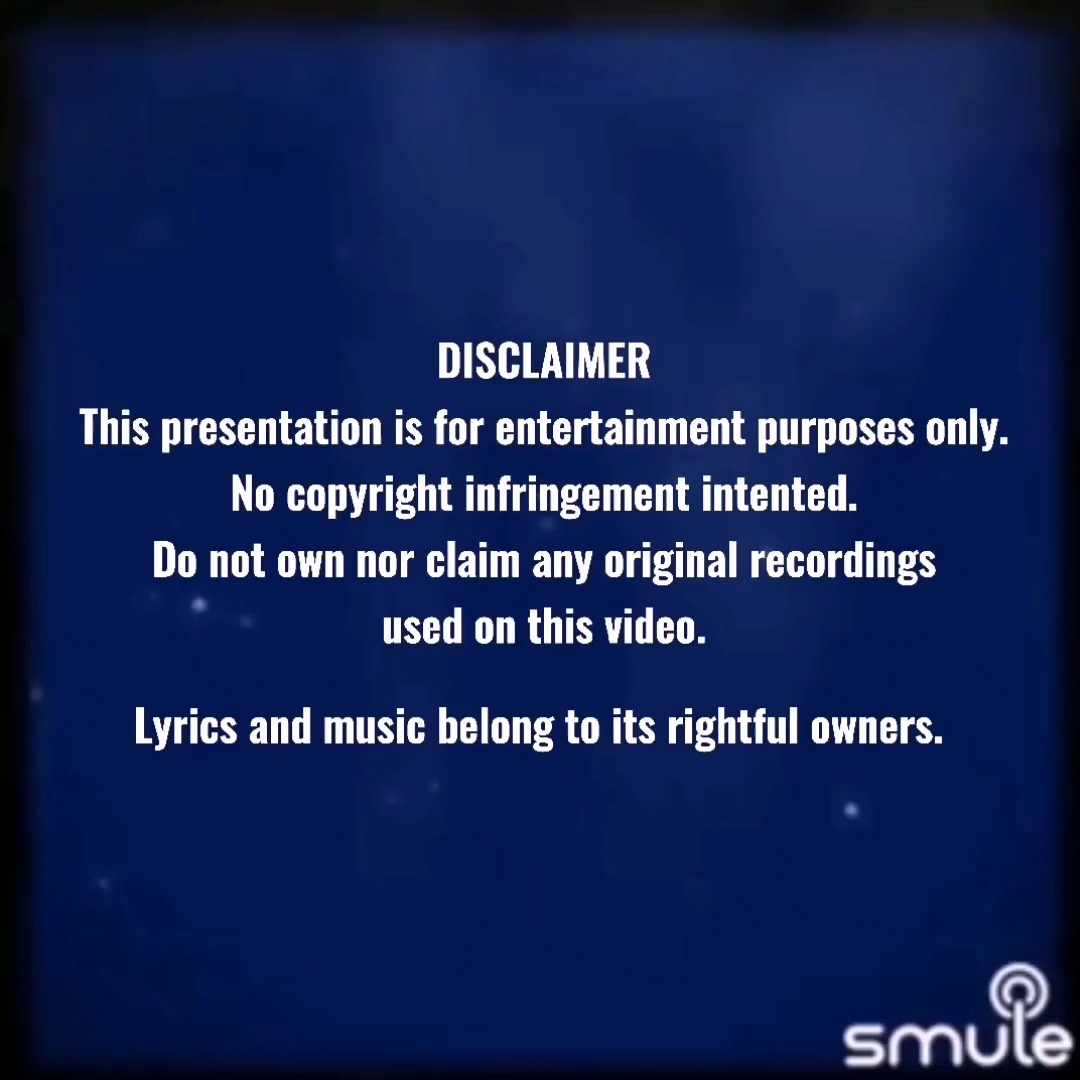 DISCLAIMER
This presentation is for entertainment purposes only.
No copyright infringement intented.
Do not own nor claim any original recordings
used on this video.
Lyrics and music belong to its rightful owners.
smule